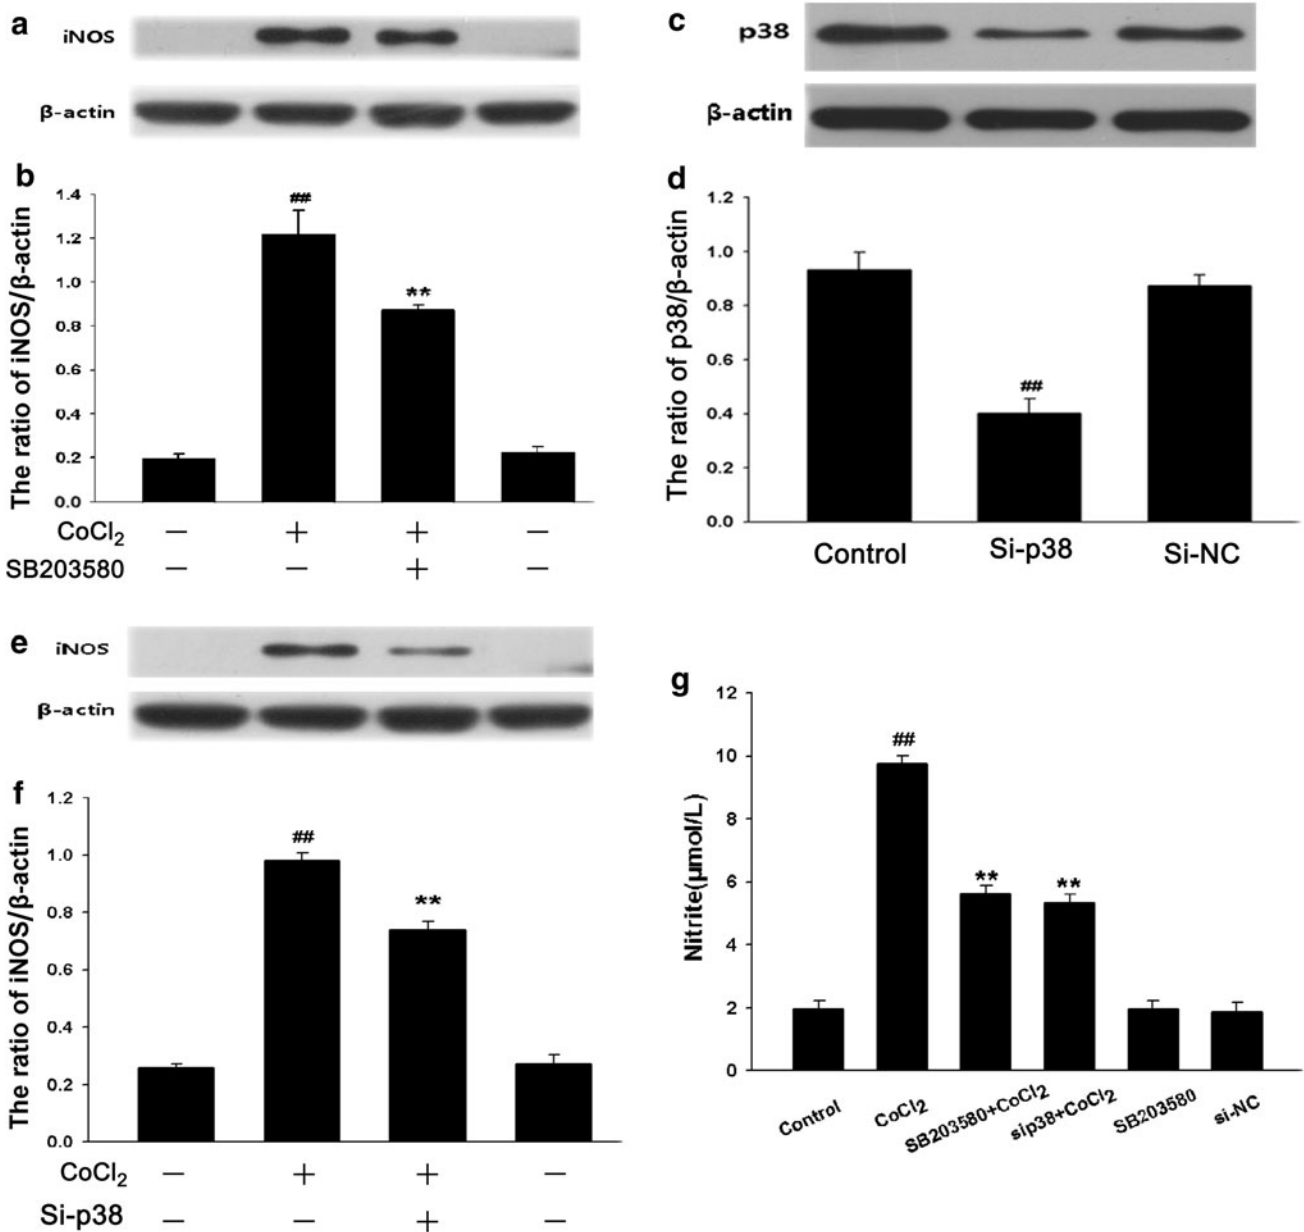 a
iNOS
β-actin
b
The ratio of iNOS/β-actin
1.4
1.2
1.0
0.8
0.6
0.4
0.2
0.0
##
**
CoCl2 — + + —
SB203580 — — + —
c
p38
β-actin
d
The ratio of p38/β-actin
1.2
1.0
0.8
0.6
0.4
0.2
0.0
##
Control Si-p38 Si-NC
e
iNOS
β-actin
f
The ratio of iNOS/β-actin
1.2
1.0
0.8
0.6
0.4
0.2
0.0
##
**
CoCl2 — + + —
Si-p38 — — + —
g
Nitrite(μmol/L)
12
10
8
6
4
2
0
##
** **
Control CoCl2 SB203580+CoCl2 sip38+CoCl2 SB203580 si-NC